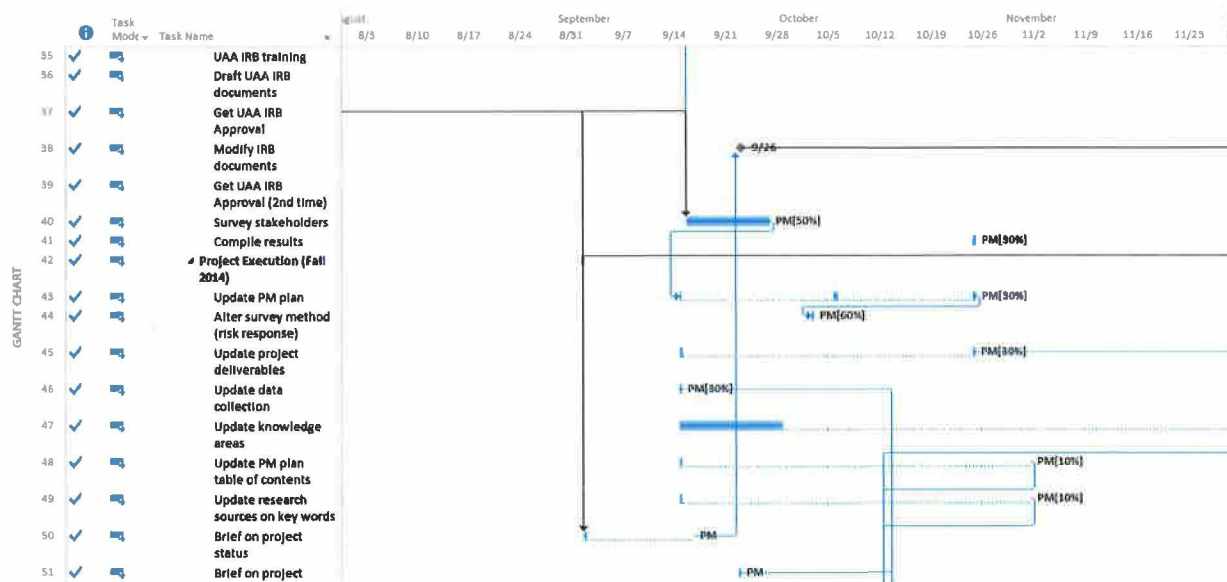 Task
Mode Task Name
September October November
8/3 8/10 8/17 8/24 8/31 9/7 9/14 9/21 9/28 10/5 10/12 10/19 10/26 11/2 11/9 11/16 11/23
35 UAA IRB training
36 Draft UAA IRB
documents
37 Get UAA IRB
Approval
38 Modify IRB
documents
9/26
39 Get UAA IRB
Approval (2nd time)
40 Survey stakeholders PM[50%]
41 Compile results PM[90%]
42 Project Execution (Fall
2014)
43 Update PM plan PM[30%]
44 Alter survey method
(risk response)
PM[60%]
45 Update project
deliverables
PM[30%]
46 Update data
collection
PM[30%]
47 Update knowledge
areas
48 Update PM plan
table of contents
PM[10%]
49 Update research
sources on key words
PM[10%]
50 Brief on project
status
PM
51 Brief on project PM
GANTT CHART